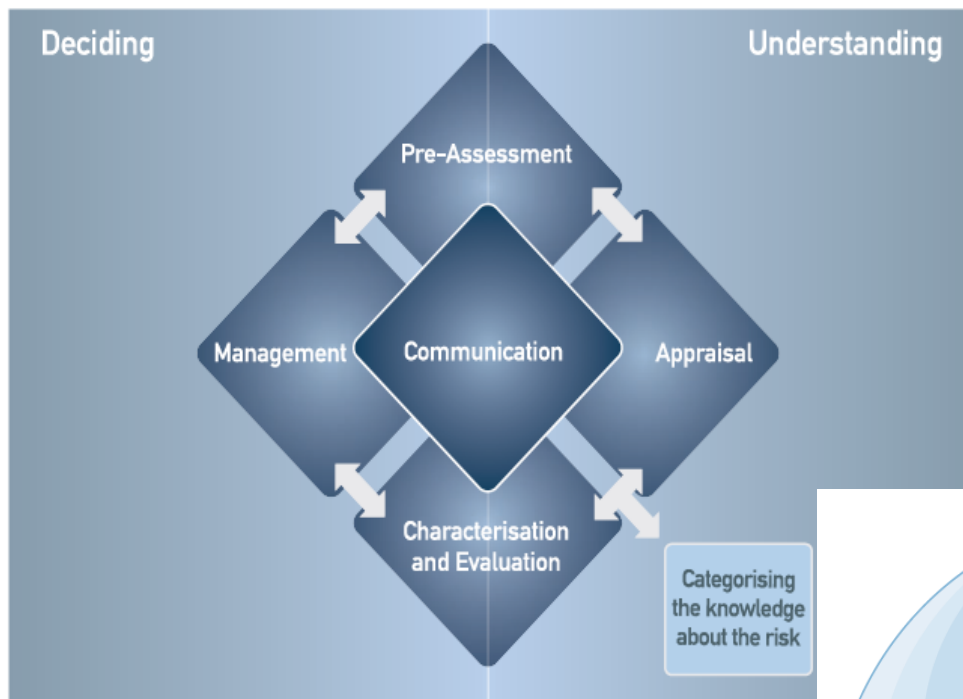 Deciding
Understanding
Pre-Assessment
Management
Communication
Appraisal
Characterisation
and Evaluation
Categorising
the knowledge
about the risk